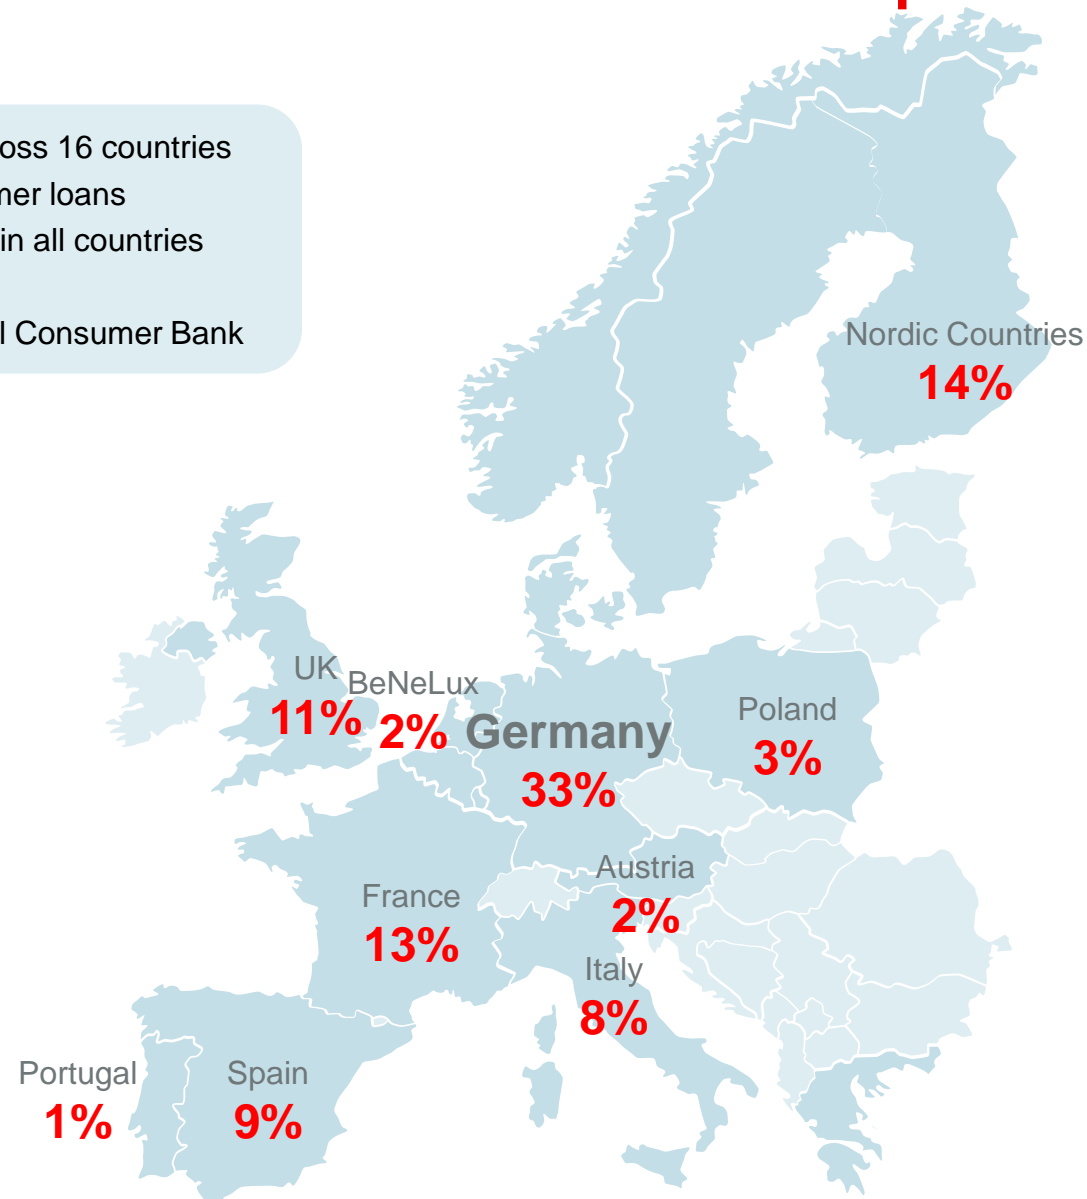 oss 16 countries
mer loans
in all countries
l Consumer Bank
Nordic Countries
14%
UK
11%
BeNeLux
2%
Germany
33%
Poland
3%
Austria
2%
France
13%
Italy
8%
Portugal
1%
Spain
9%